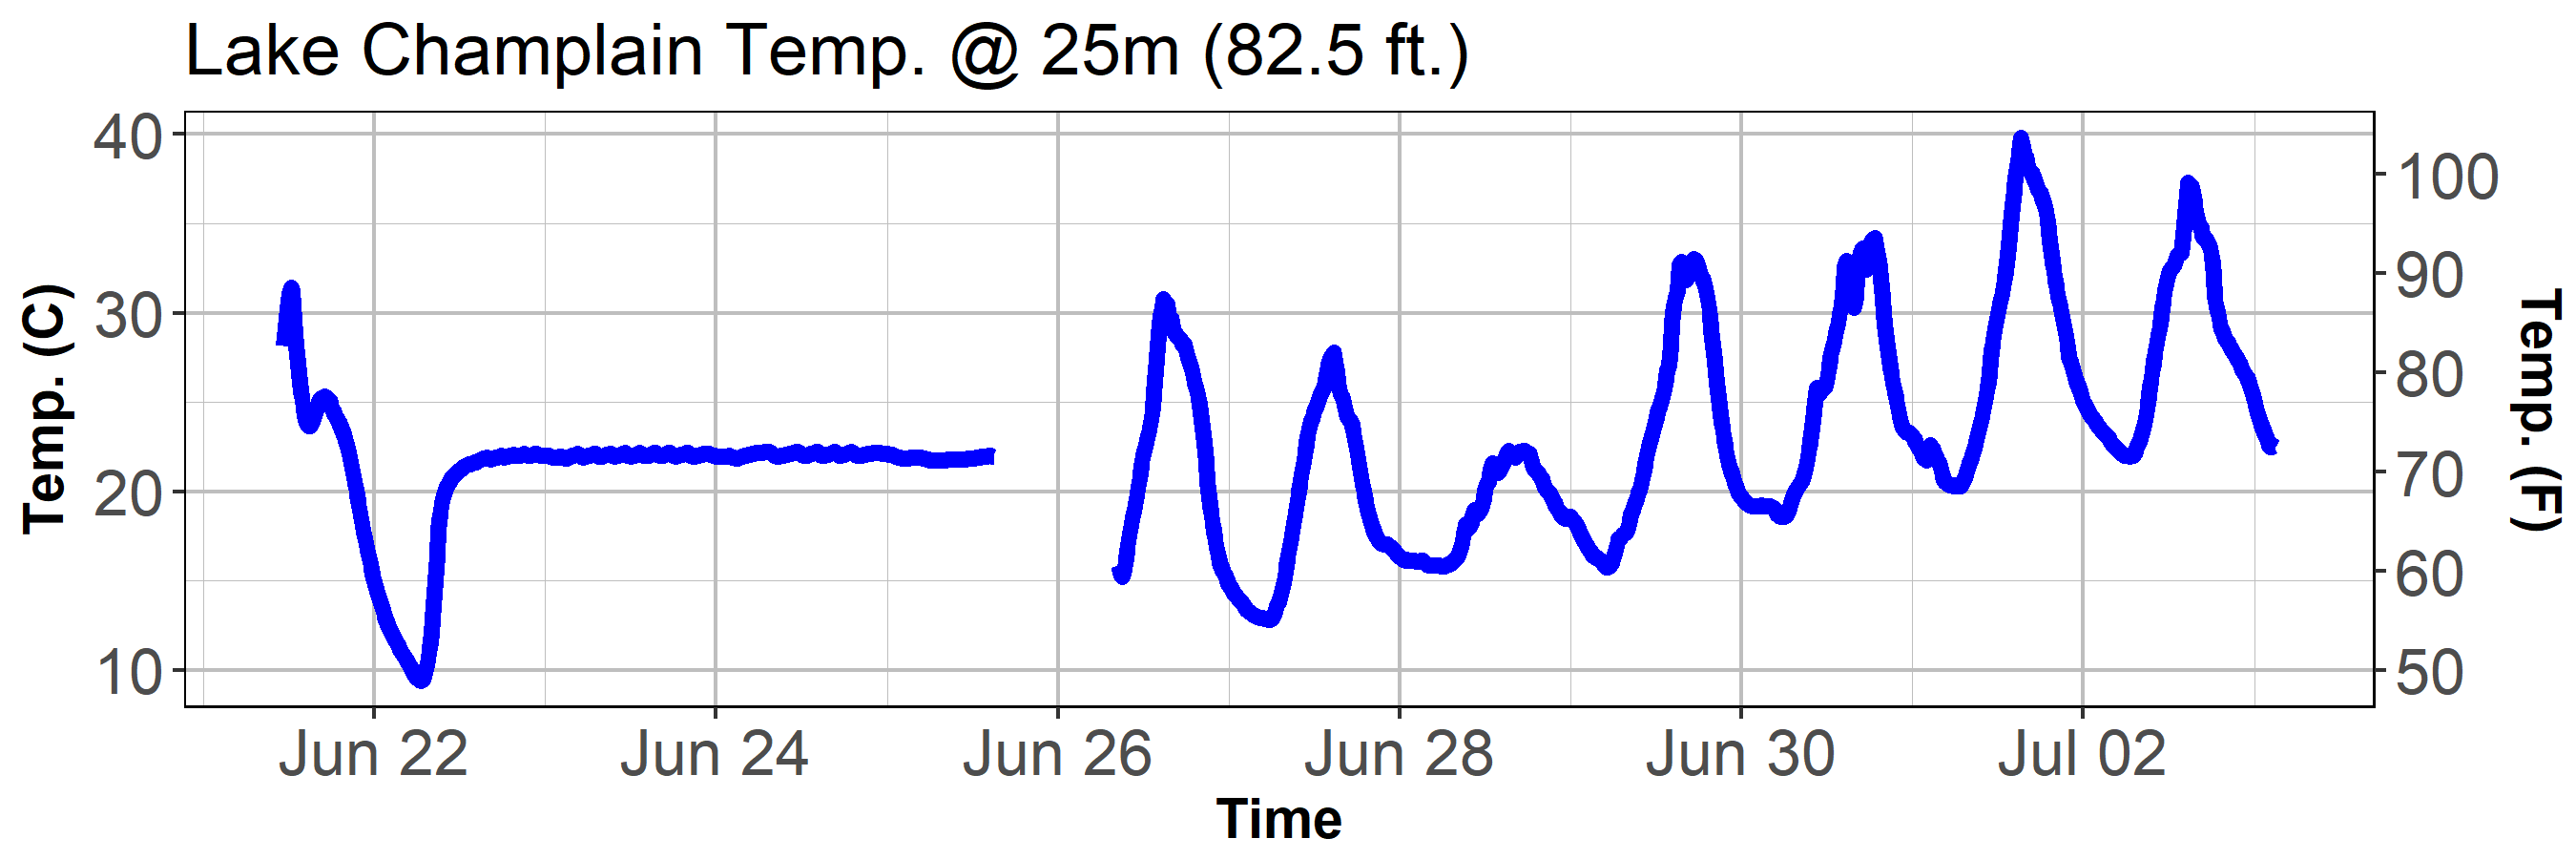 Lake Champlain Temp. @ 25m (82.5 ft.)
40
30
20
10
Temp. (C)
100
90
80
70
60
50
Temp. (F)
Jun 22 Jun 24 Jun 26 Jun 28 Jun 30 Jul 02
Time